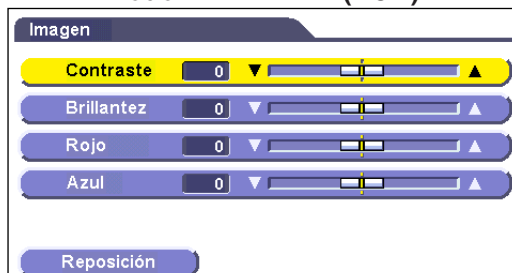 Imagen
Contraste 0
Brillantez 0
Rojo 0
Azul 0
Reposición